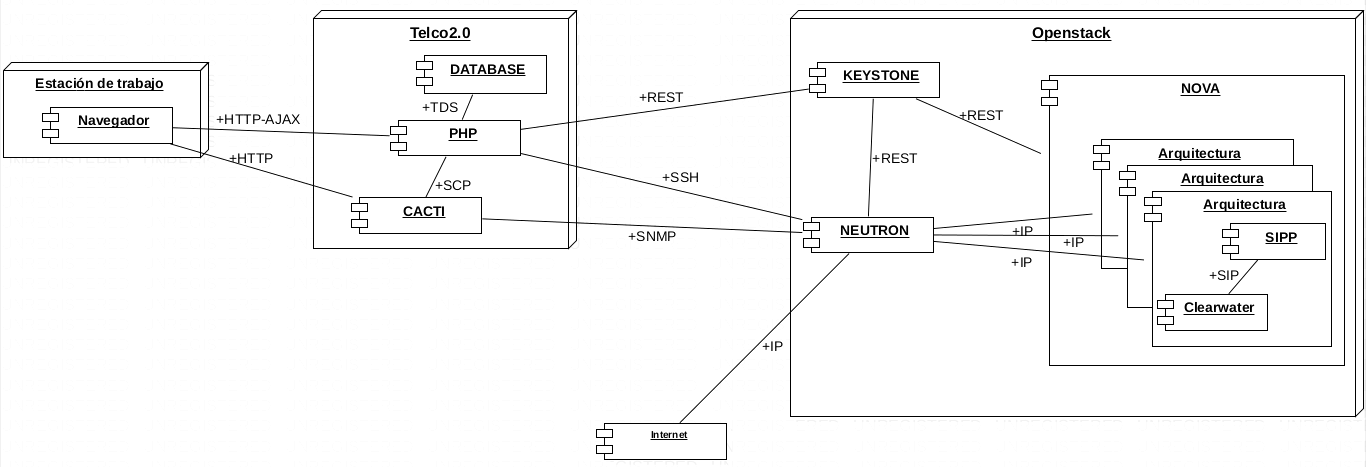 Telco2.0
Openstack
Estación de trabajo
Navegador
DATABASE
+TDS
PHP
+SCP
CACTI
+HTTP-AJAX
+HTTP
+REST
+SSH
+SNMP
KEYSTONE
+REST
+REST
NEUTRON
+IP
+IP
+IP
NOVA
Arquitectura
Arquitectura
Arquitectura
SIPP
+SIP
Clearwater
+IP
Internet